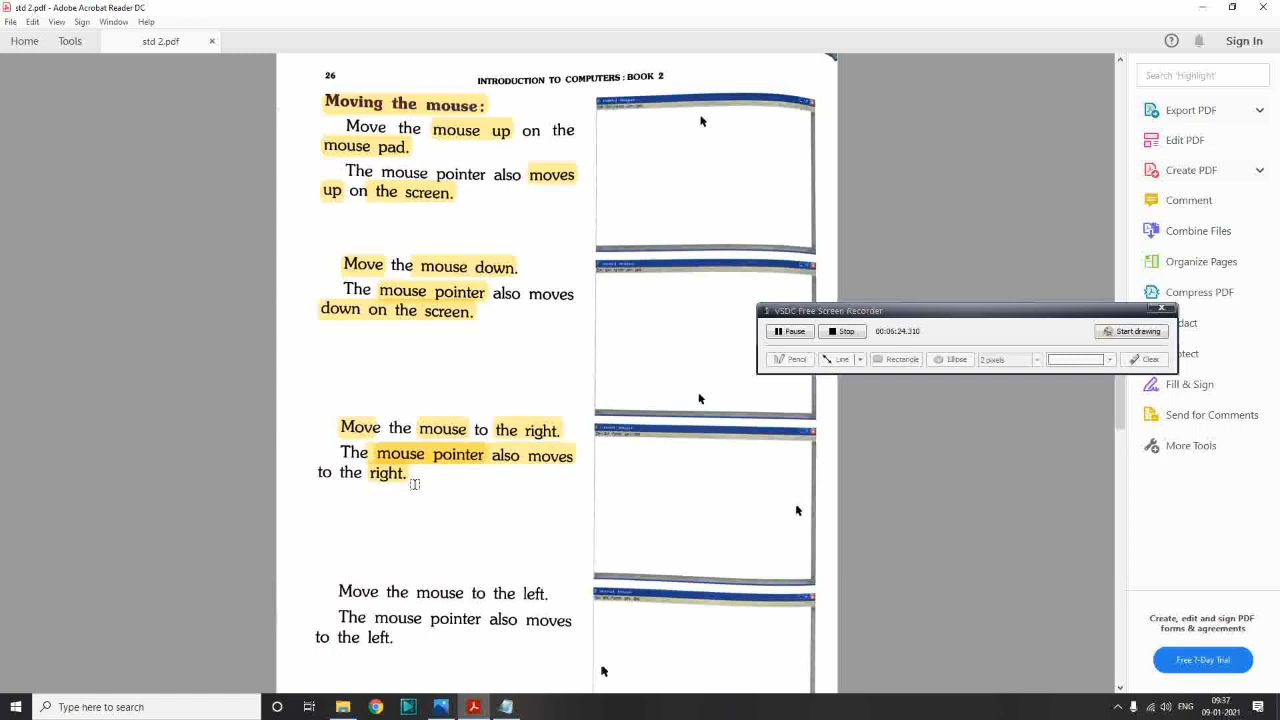 std 2.pdf - Adobe Acrobat Reader DC
File Edit View Sign Window Help
Home Tools std 2.pdf × Sign In
26 INTRODUCTION TO COMPUTERS : BOOK 2
Moving the mouse :
Move the mouse up on the
mouse pad.
The mouse pointer also moves
up on the screen.
Move the mouse down.
The mouse pointer also moves
down on the screen.
Move the mouse to the right.
The mouse pointer also moves
to the right.
Move the mouse to the left.
The mouse pointer also moves
to the left.
VSDC Free Screen Recorder
Pause Stop 00:06:24.310 Start drawing
Pencil Line Rectangle Ellipse 2 pixels Clear
Search 'Highlight'
Export PDF
Edit PDF
Create PDF
Comment
Combine Files
Organize Pages
Compress PDF
dact
otect
Fill & Sign
Send for Comments
More Tools
Create, edit and sign PDF
forms & agreements
Free 7-Day Trial
Type here to search
ENG
09:37
09-01-2021